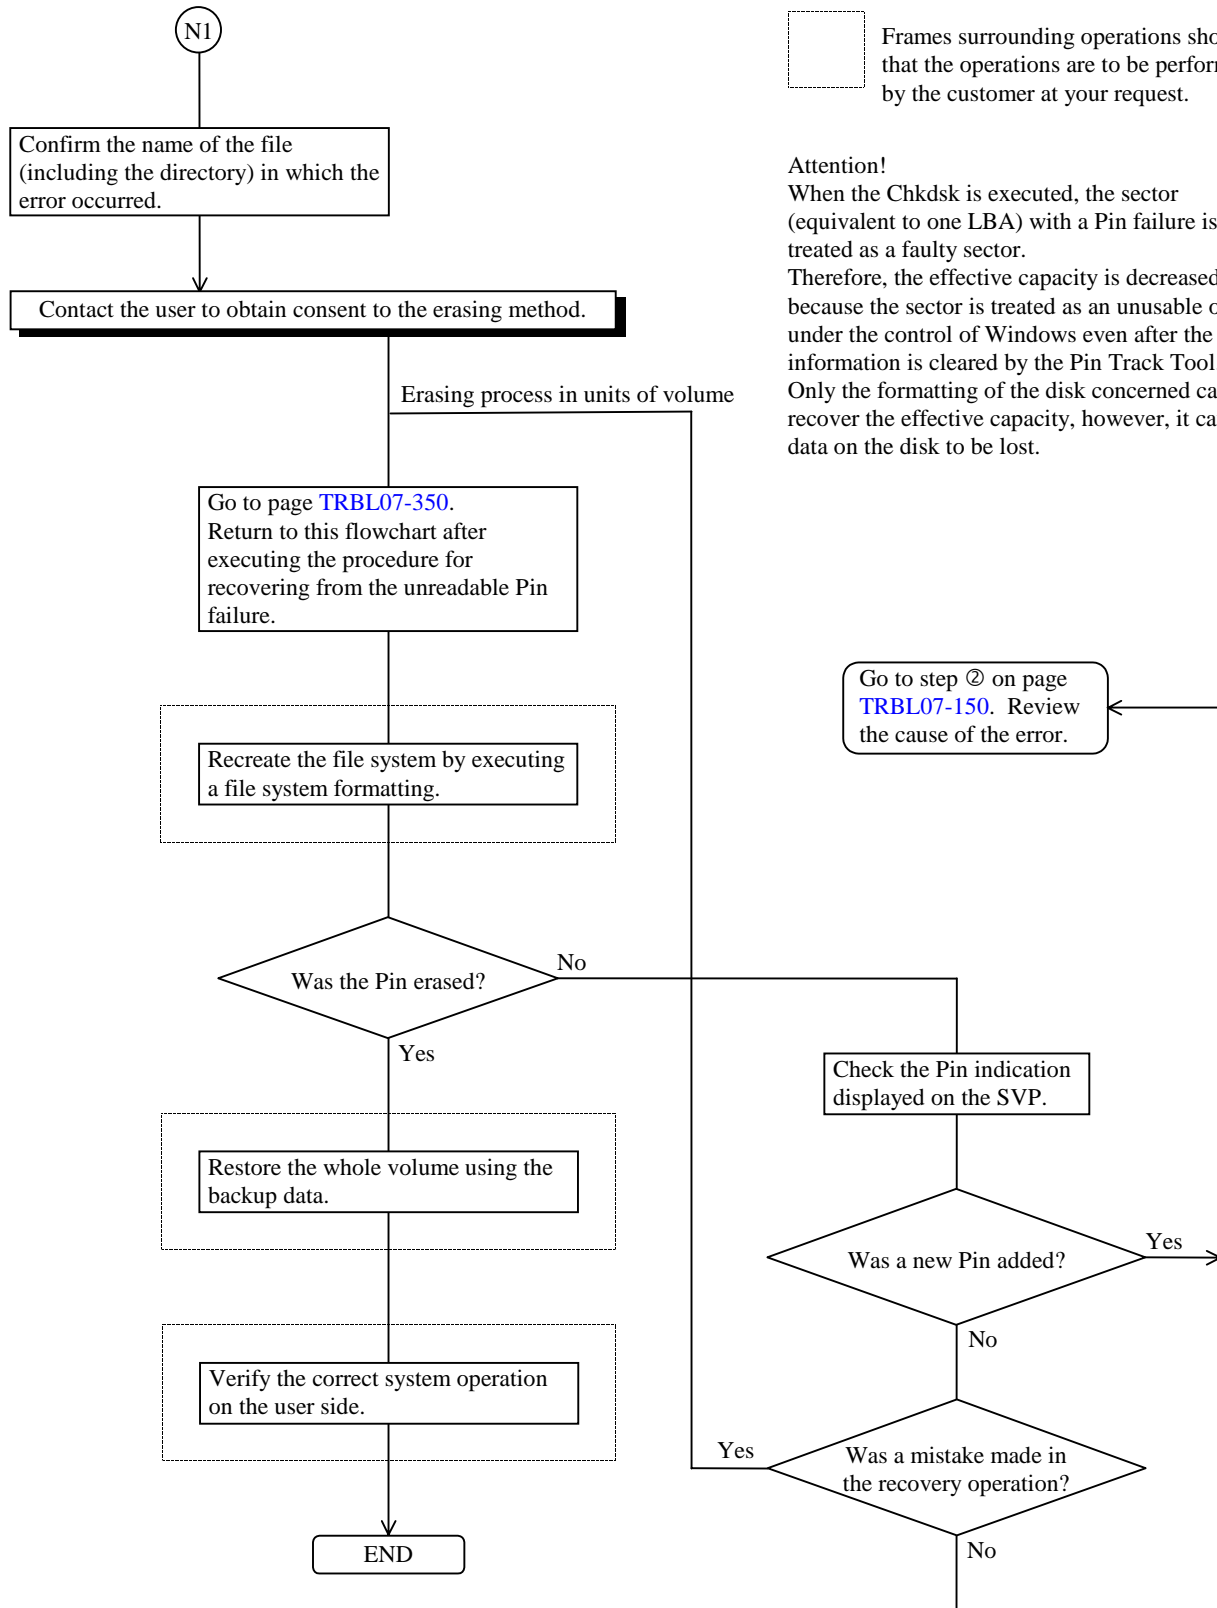 N1
Frames surrounding operations
that the operations are to be
by the customer at your request.
Confirm the name of the file
(including the directory) in which the
error occurred.
Attention!
When the Chkdsk is executed, the sector
(equivalent to one LBA) with a Pin failure is
treated as a faulty sector.
Therefore, the effective capacity is decreased
because the sector is treated as an unusable
under the control of Windows even after the
information is cleared by the Pin Track Tool
Only the formatting of the disk concerned
recover the effective capacity, however, it
data on the disk to be lost.
Contact the user to obtain consent to the erasing method.
Erasing process in units of volume
Go to page TRBL07-350.
Return to this flowchart after
executing the procedure for
recovering from the unreadable Pin
failure.
Go to step ② on page
TRBL07-150. Review
the cause of the error.
Recreate the file system by executing
a file system formatting.
Was the Pin erased?
No
Yes
Check the Pin indication
displayed on the SVP.
Restore the whole volume using the
backup data.
Was a new Pin added?
Yes
No
Verify the correct system operation
on the user side.
Yes
Was a mistake made in
the recovery operation?
No
END